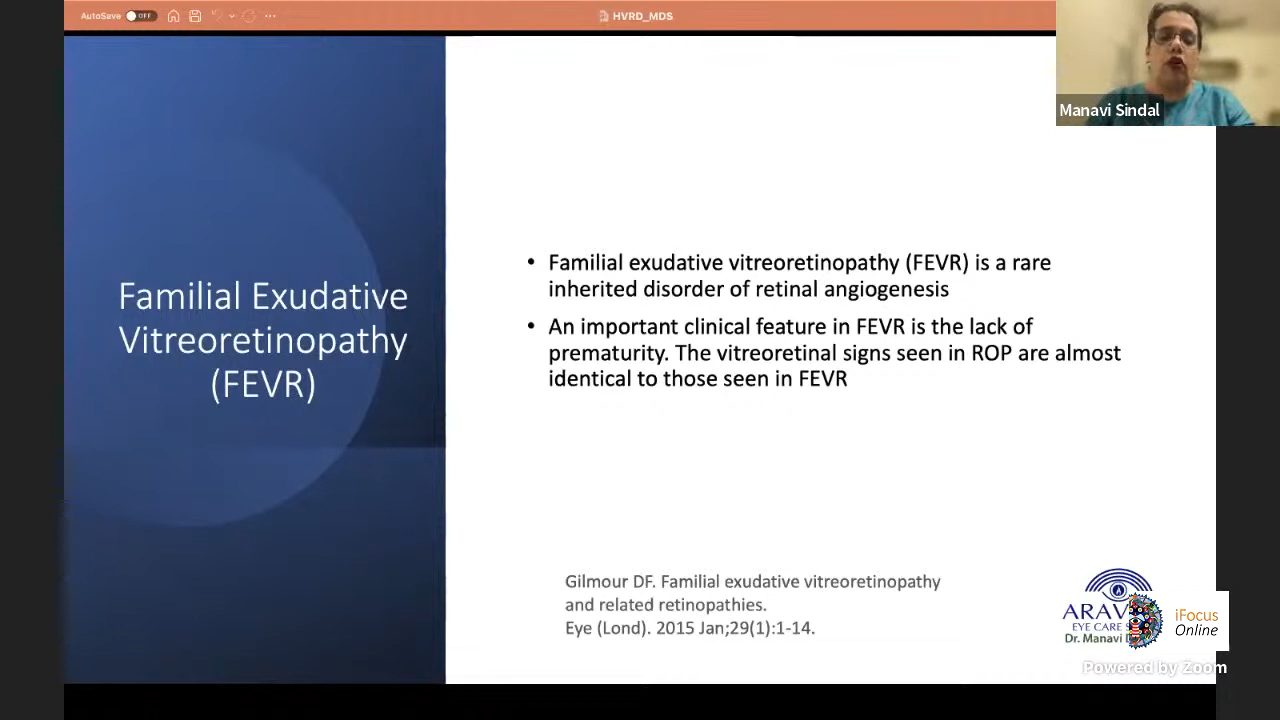 AutoSave OFF
HVRD_MDS
Manavi Sindal
Familial Exudative
Vitreoretinopathy
(FEVR)
• Familial exudative vitreoretinopathy (FEVR) is a rare
inherited disorder of retinal angiogenesis
• An important clinical feature in FEVR is the lack of
prematurity. The vitreoretinal signs seen in ROP are almost
identical to those seen in FEVR
Gilmour DF. Familial exudative vitreoretinopathy
and related retinopathies.
Eye (Lond). 2015 Jan;29(1):1-14.
EYE CARE
Dr. Manavi
iFocus
Online
Powered by Zoom